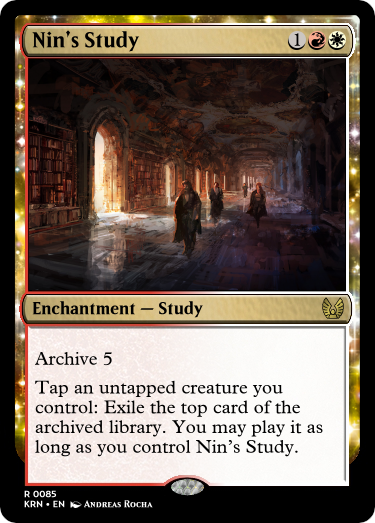 Nin's Study 1
Enchantment — Study
Archive 5
Tap an untapped creature you
control: Exile the top card of the
archived library. You may play it as
long as you control Nin's Study.
R 0085
KRN • EN Andreas Rocha